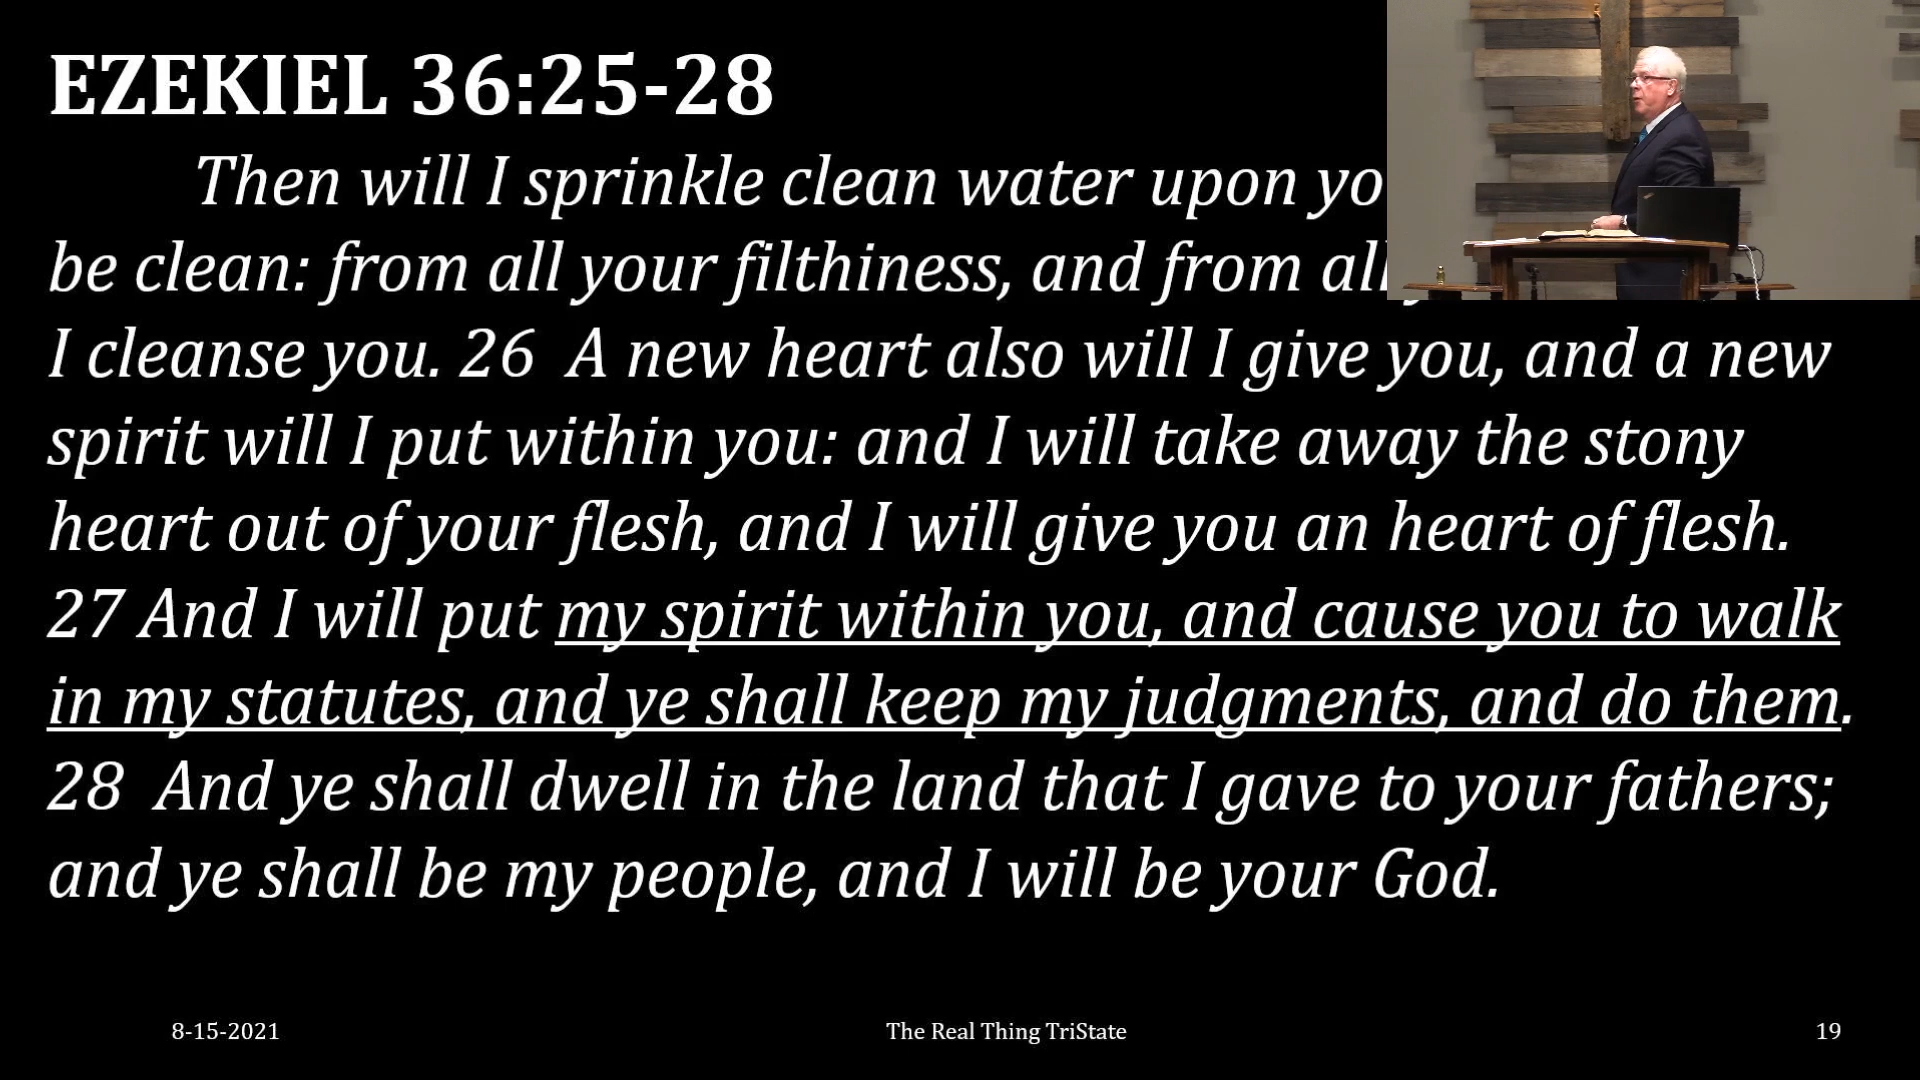 EZEKIEL 36:25-28
Then will I sprinkle clean water upon
be clean: from all your filthiness, and from all
I cleanse you. 26 A new heart also will I give you, and a new
spirit will I put within you: and I will take away the stony
heart out of your flesh, and I will give you an heart of flesh.
27 And I will put my spirit within you, and cause you to walk
in my statutes, and ye shall keep my judgments, and do them.
28 And ye shall dwell in the land that I gave to your fathers;
and ye shall be my people, and I will be your God.
8-15-2021 The Real Thing TriState 19